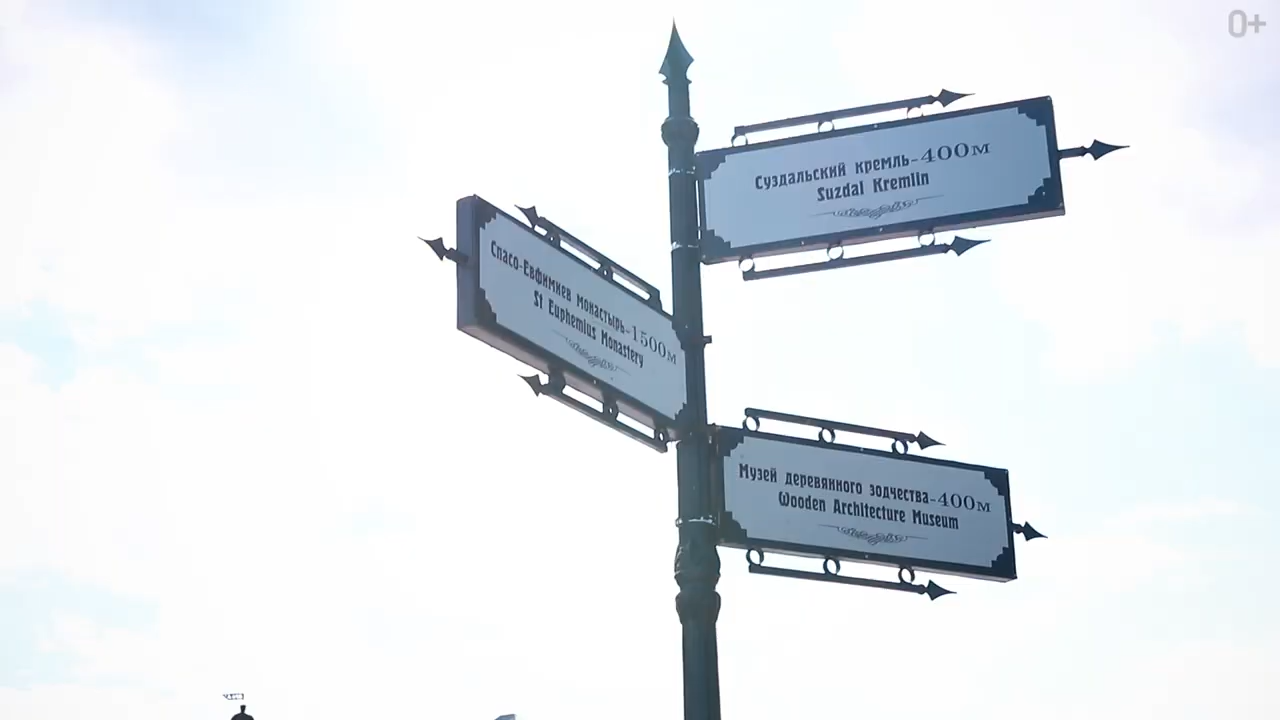 0+
Суздальский кремль-400м
Suzdal Kremlin
Спасо-Евфимиев монастырь-1500м
St Euphemius Monastery
Музей деревянного зодчества-400м
Wooden Architecture Museum